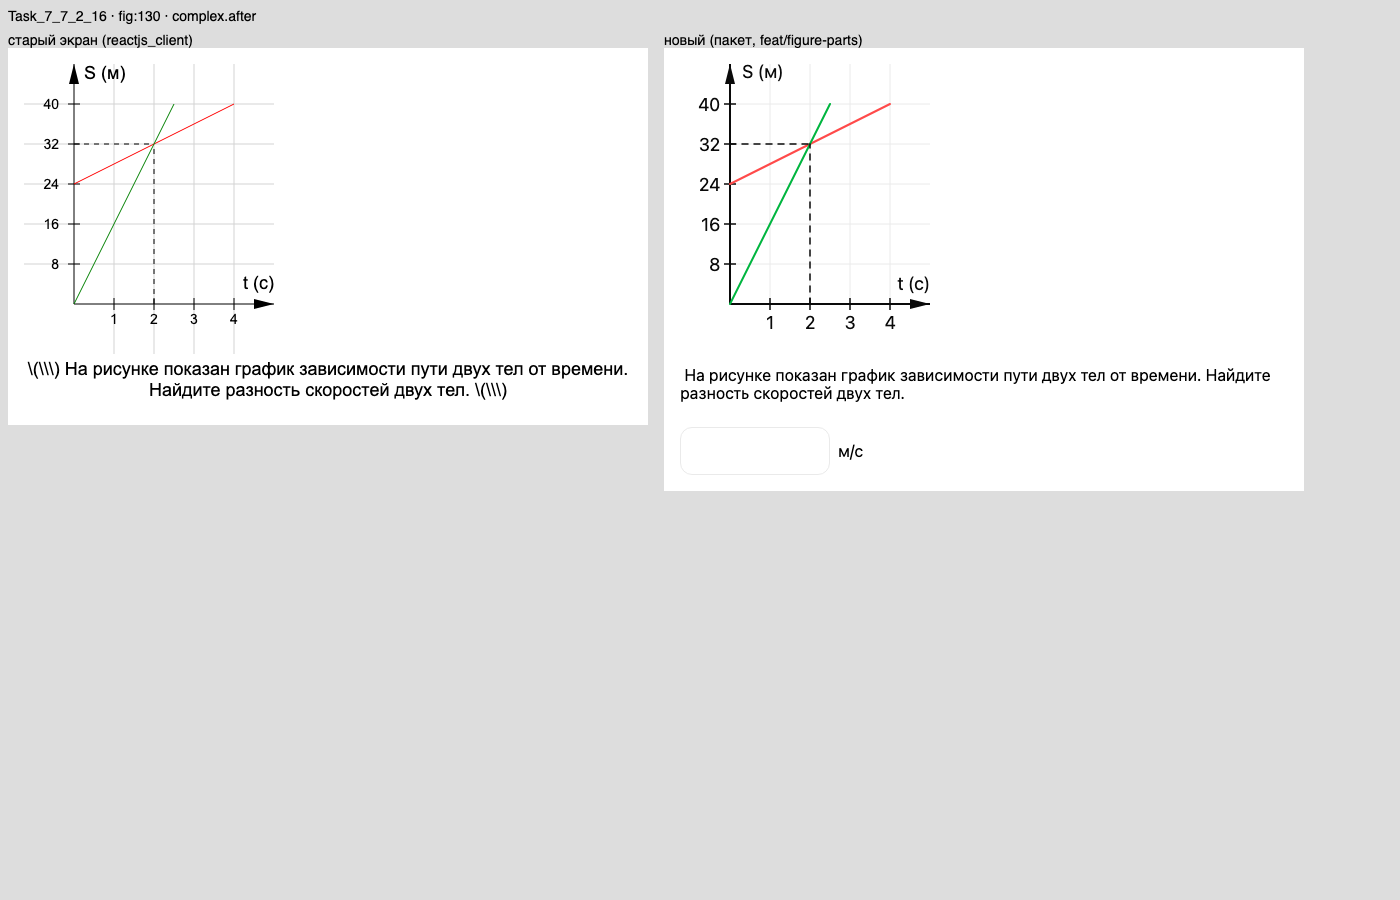 Task_7_7_2_16 · fig:130 · complex.after
старый экран (reactjs_client)
S (м)
40
32
24
16
8
t (c)
1 2 3 4
\(\\\) На рисунке показан график зависимости пути двух тел от времени.
Найдите разность скоростей двух тел. \(\\\)
новый (пакет, feat/figure-parts)
S (м)
40
32
24
16
8
t (c)
1 2 3 4
На рисунке показан график зависимости пути двух тел от времени. Найдите
разность скоростей двух тел.
м/с